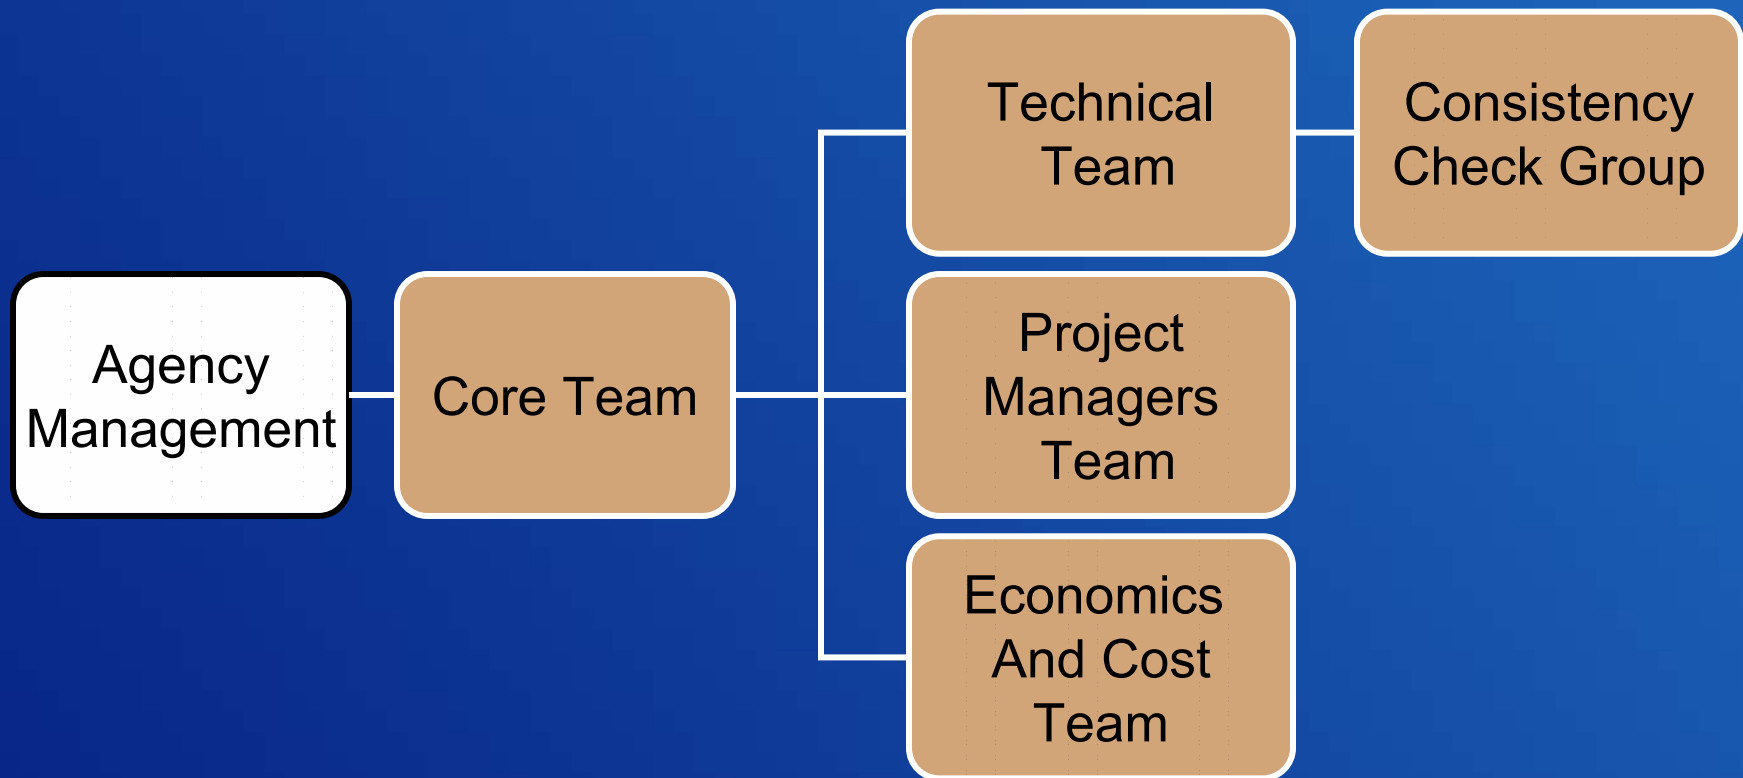 Agency
Management
Core Team
Technical
Team
Consistency
Check Group
Project
Managers
Team
Economics
And Cost
Team